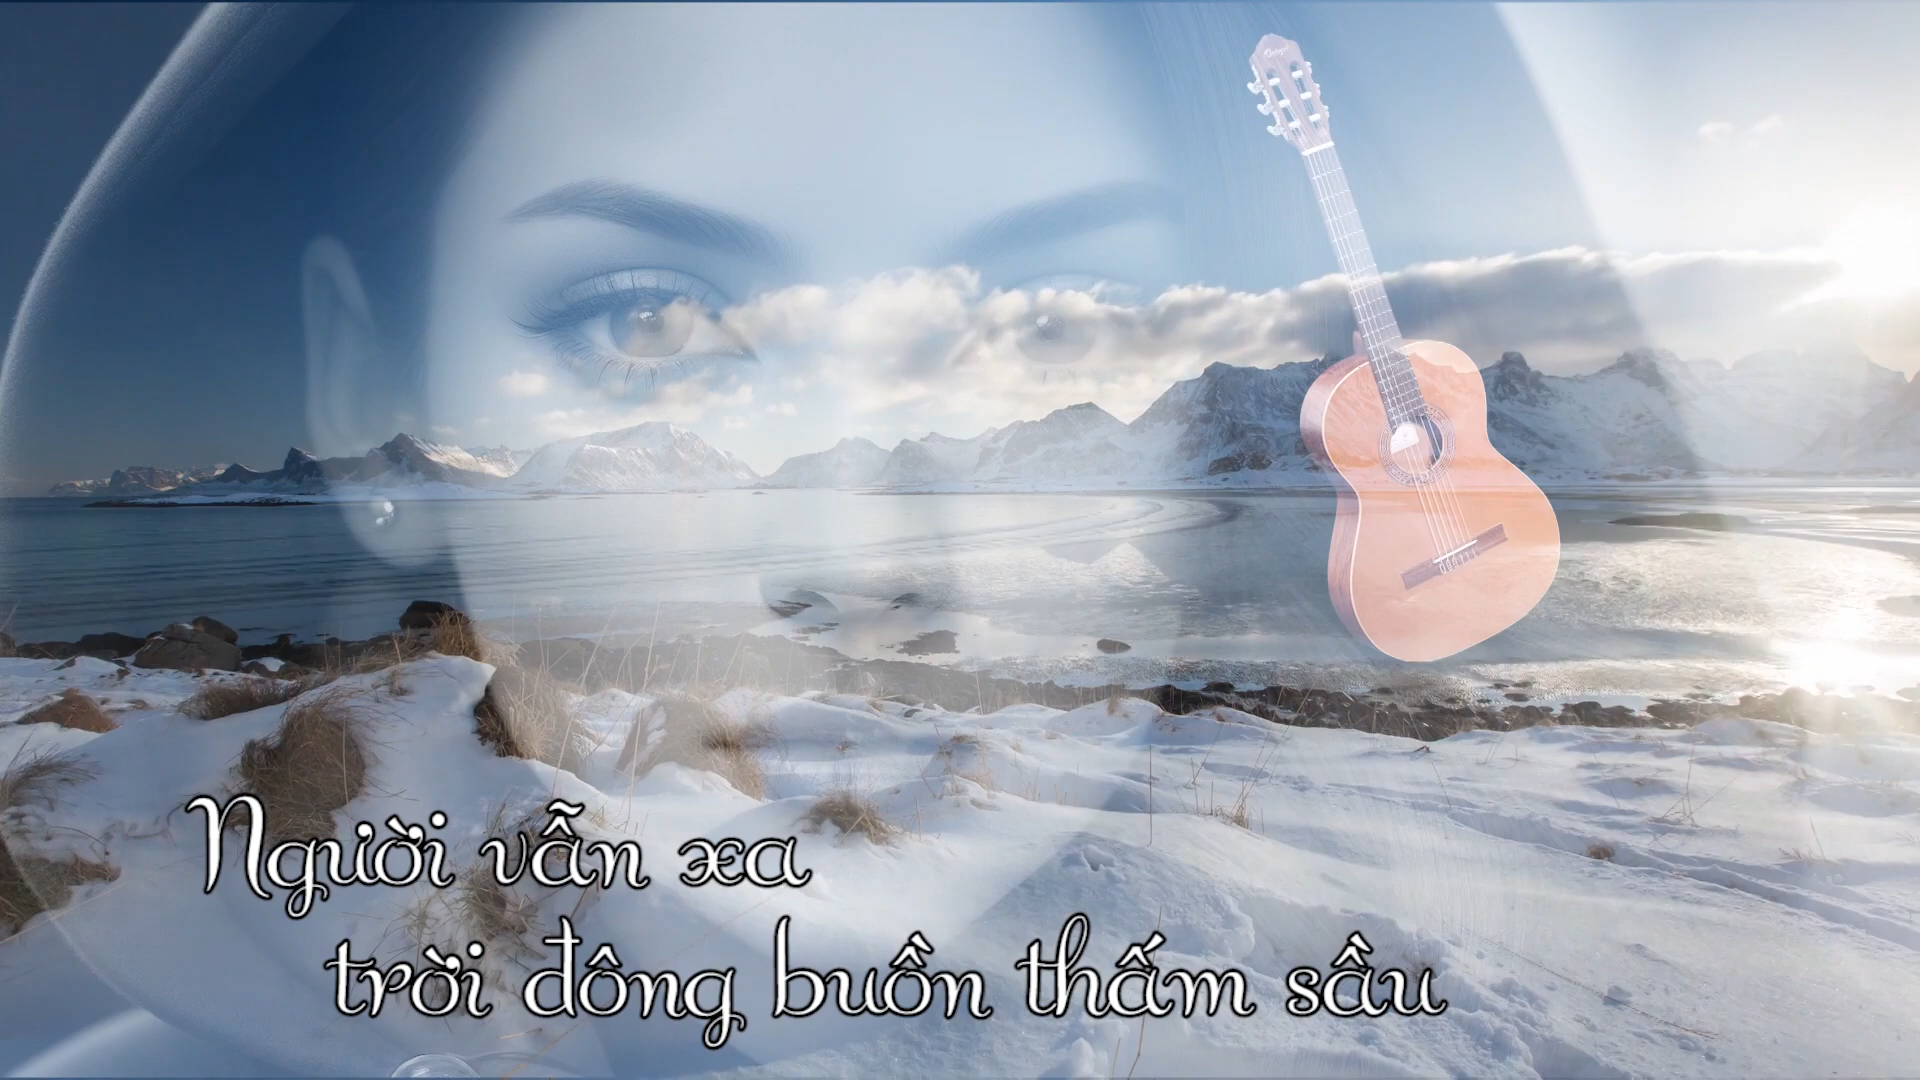 Người vẫn xa
trời đông buồn thấm sầu